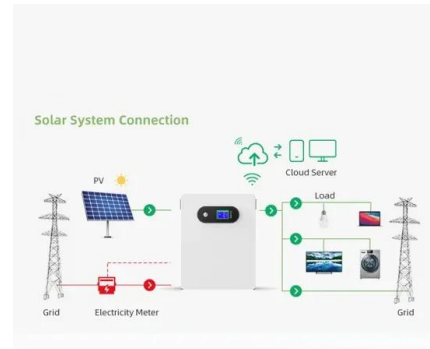 Solar System Connection
Cloud Server
PV
Load
Grid
Electricity Meter
Grid